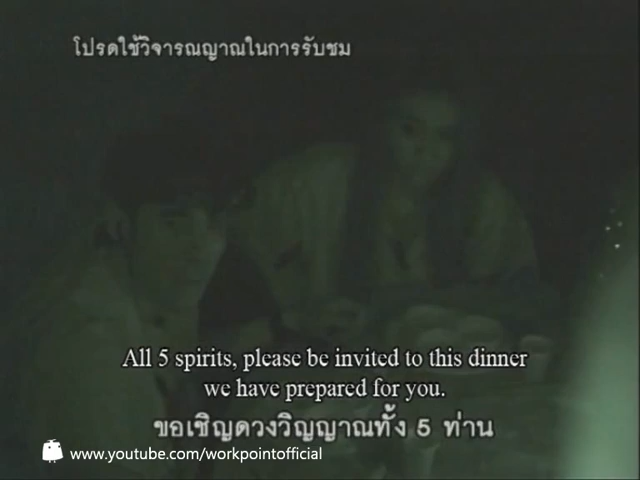 โปรดใช้วิจารณญาณในการรับชม
All 5 spirits, please be invited to this dinner
we have prepared for you.
ขอเชิญดวงวิญญาณทั้ง 5 ท่าน
www.youtube.com/workpointofficial